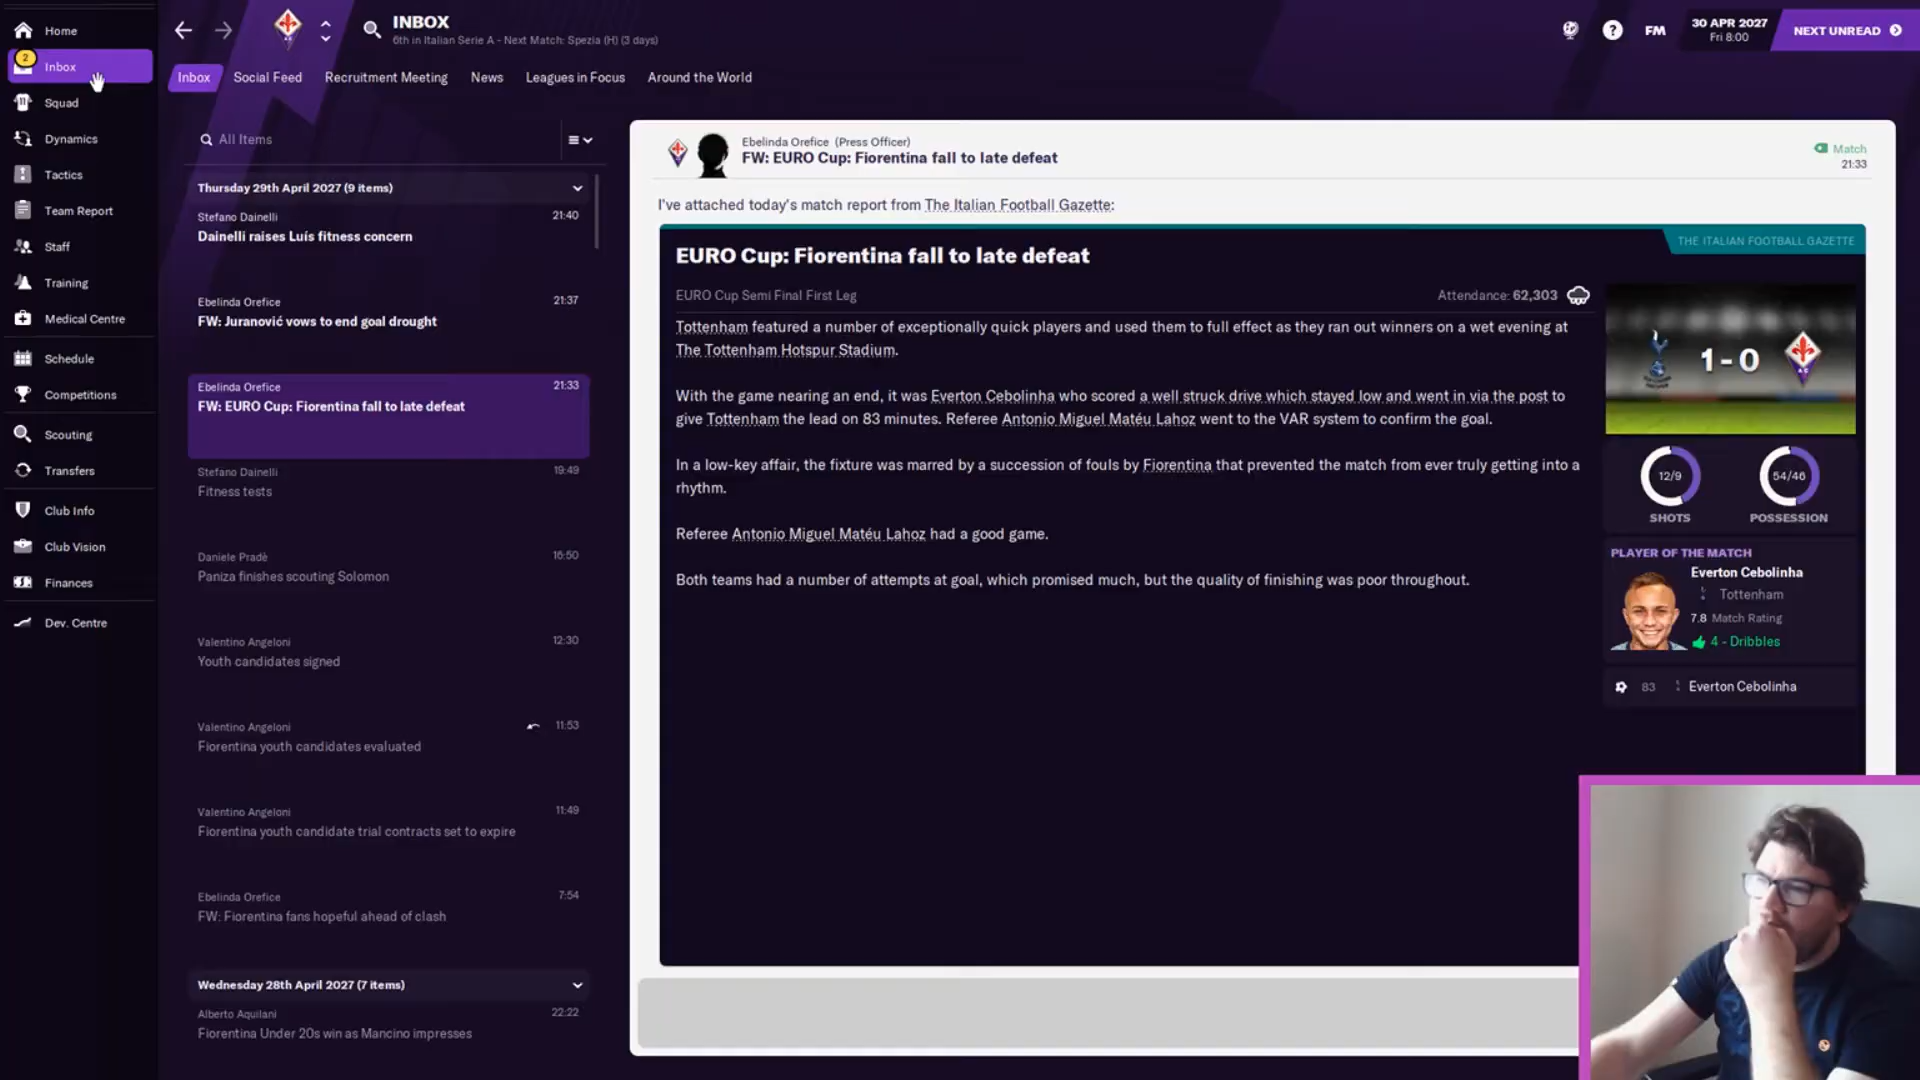 Home
2
Inbox
Squad
Dynamics
Tactics
Team Report
Staff
Training
Medical Centre
Schedule
Competitions
Scouting
Transfers
Club Info
Club Vision
Finances
Dev. Centre
INBOX
6th in Italian Serie A - Next Match: Spezia (H) (3 days)
FM
30 APR 2027
Fri 8:00
NEXT UNREAD
Inbox
Social Feed
Recruitment Meeting
News
Leagues in Focus
Around the World
All Items
Thursday 29th April 2027 (9 items)
Stefano Dainelli 21:40
Dainelli raises Luís fitness concern
Ebelinda Orefice 21:37
FW: Juranović vows to end goal drought
Ebelinda Orefice 21:33
FW: EURO Cup: Fiorentina fall to late defeat
Stefano Dainelli 19:49
Fitness tests
Daniele Pradè 16:50
Paniza finishes scouting Solomon
Valentino Angeloni 12:30
Youth candidates signed
Valentino Angeloni 11:53
Fiorentina youth candidates evaluated
Valentino Angeloni 11:49
Fiorentina youth candidate trial contracts set to expire
Ebelinda Orefice 7:54
FW: Fiorentina fans hopeful ahead of clash
Wednesday 28th April 2027 (7 items)
Alberto Aquilani 22:22
Fiorentina Under 20s win as Mancino impresses
Ebelinda Orefice (Press Officer)
FW: EURO Cup: Fiorentina fall to late defeat
Match
21:33
I've attached today's match report from The Italian Football Gazette:
THE ITALIAN FOOTBALL GAZETTE
EURO Cup: Fiorentina fall to late defeat
EURO Cup Semi Final First Leg
Attendance: 62,303
Tottenham featured a number of exceptionally quick players and used them to full effect as they ran out winners on a wet evening at
The Tottenham Hotspur Stadium.
With the game nearing an end, it was Everton Cebolinha who scored a well struck drive which stayed low and went in via the post to
give Tottenham the lead on 83 minutes. Referee Antonio Miguel Matéu Lahoz went to the VAR system to confirm the goal.
In a low-key affair, the fixture was marred by a succession of fouls by Fiorentina that prevented the match from ever truly getting into a
rhythm.
Referee Antonio Miguel Matéu Lahoz had a good game.
Both teams had a number of attempts at goal, which promised much, but the quality of finishing was poor throughout.
1 - 0
12/9
54/46
SHOTS
POSSESSION
PLAYER OF THE MATCH
Everton Cebolinha
Tottenham
7.8 Match Rating
4 - Dribbles
83 Everton Cebolinha